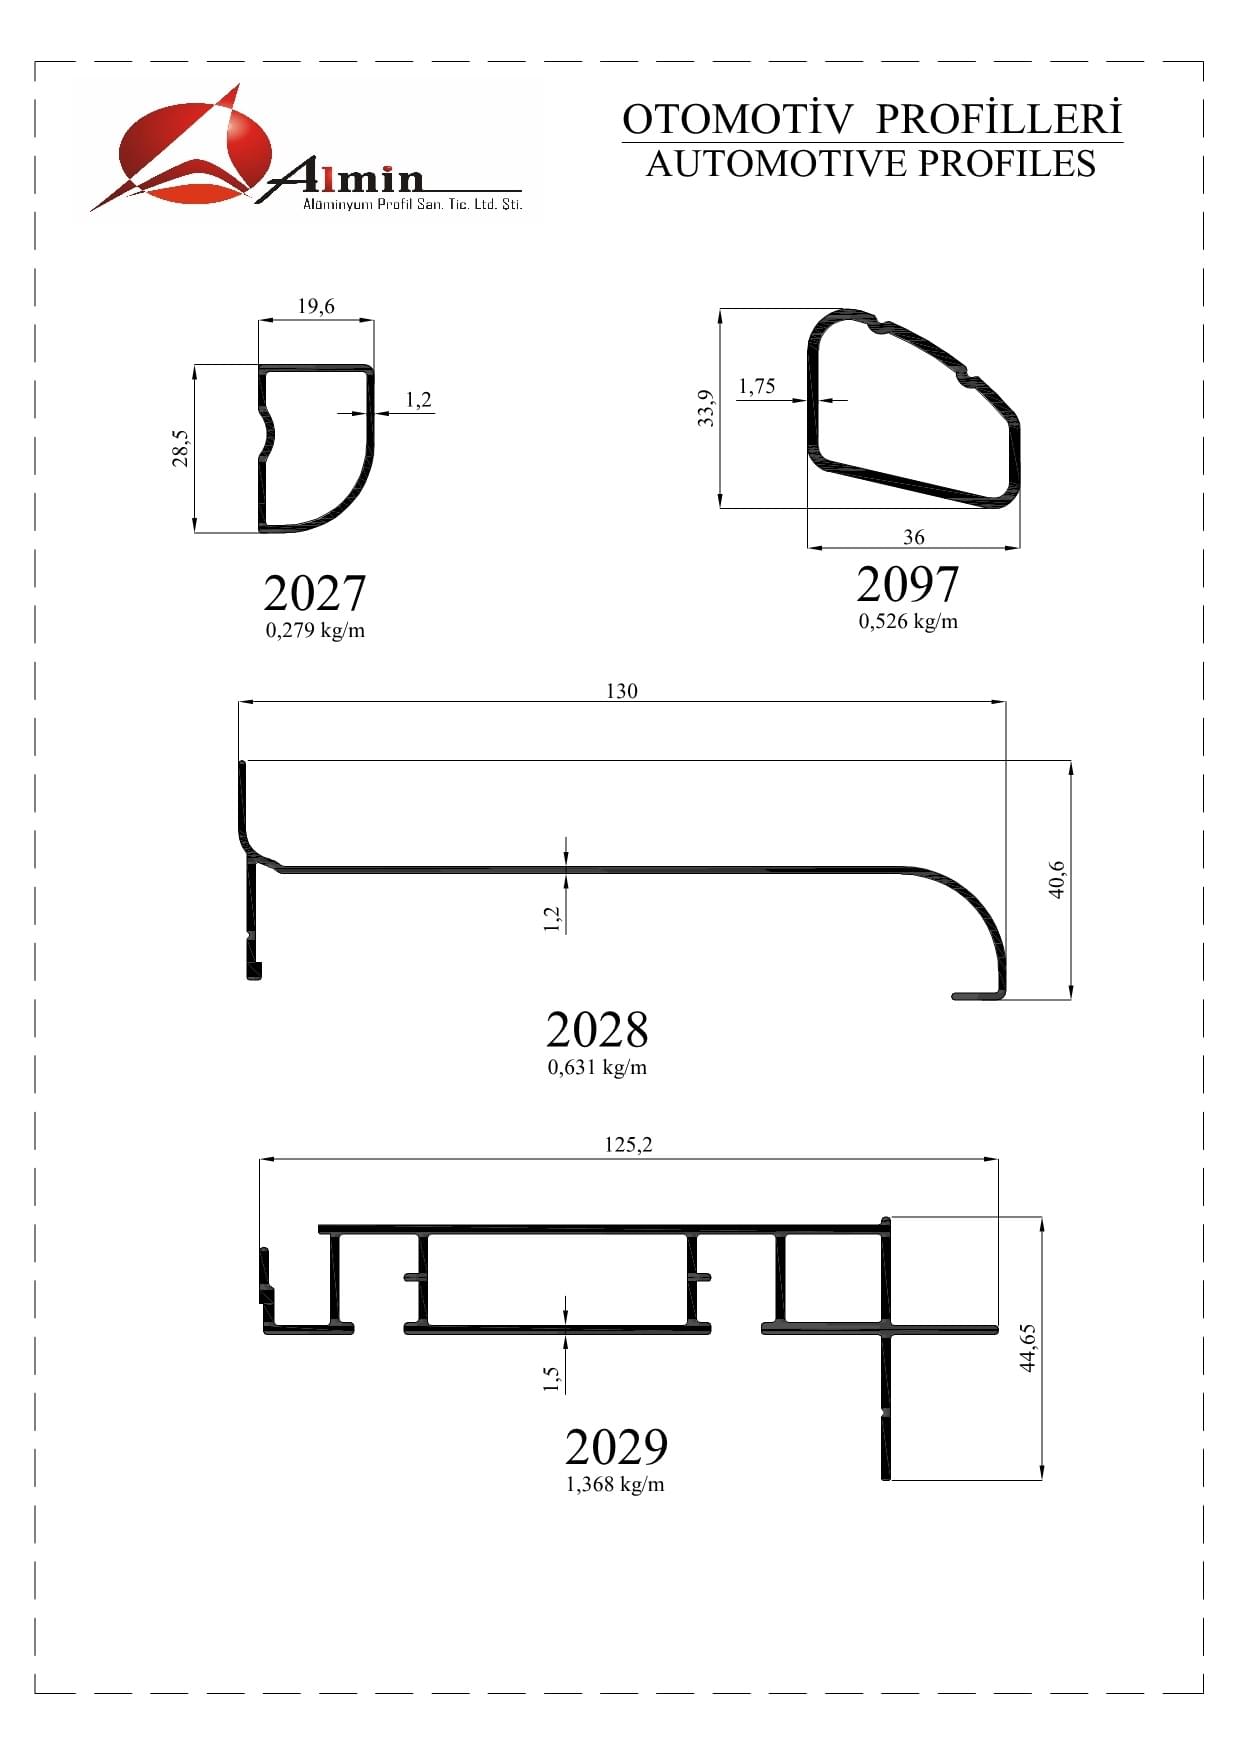 Almin
Alüminyum Profil San. Tic. Ltd. Şti.
OTOMOTİV PROFİLLERİ
AUTOMOTIVE PROFILES
19,6
1,2
28,5
2027
0,279 kg/m
1,75
33,9
36
2097
0,526 kg/m
130
40,6
1,2
2028
0,631 kg/m
125,2
44,65
1,5
2029
1,368 kg/m